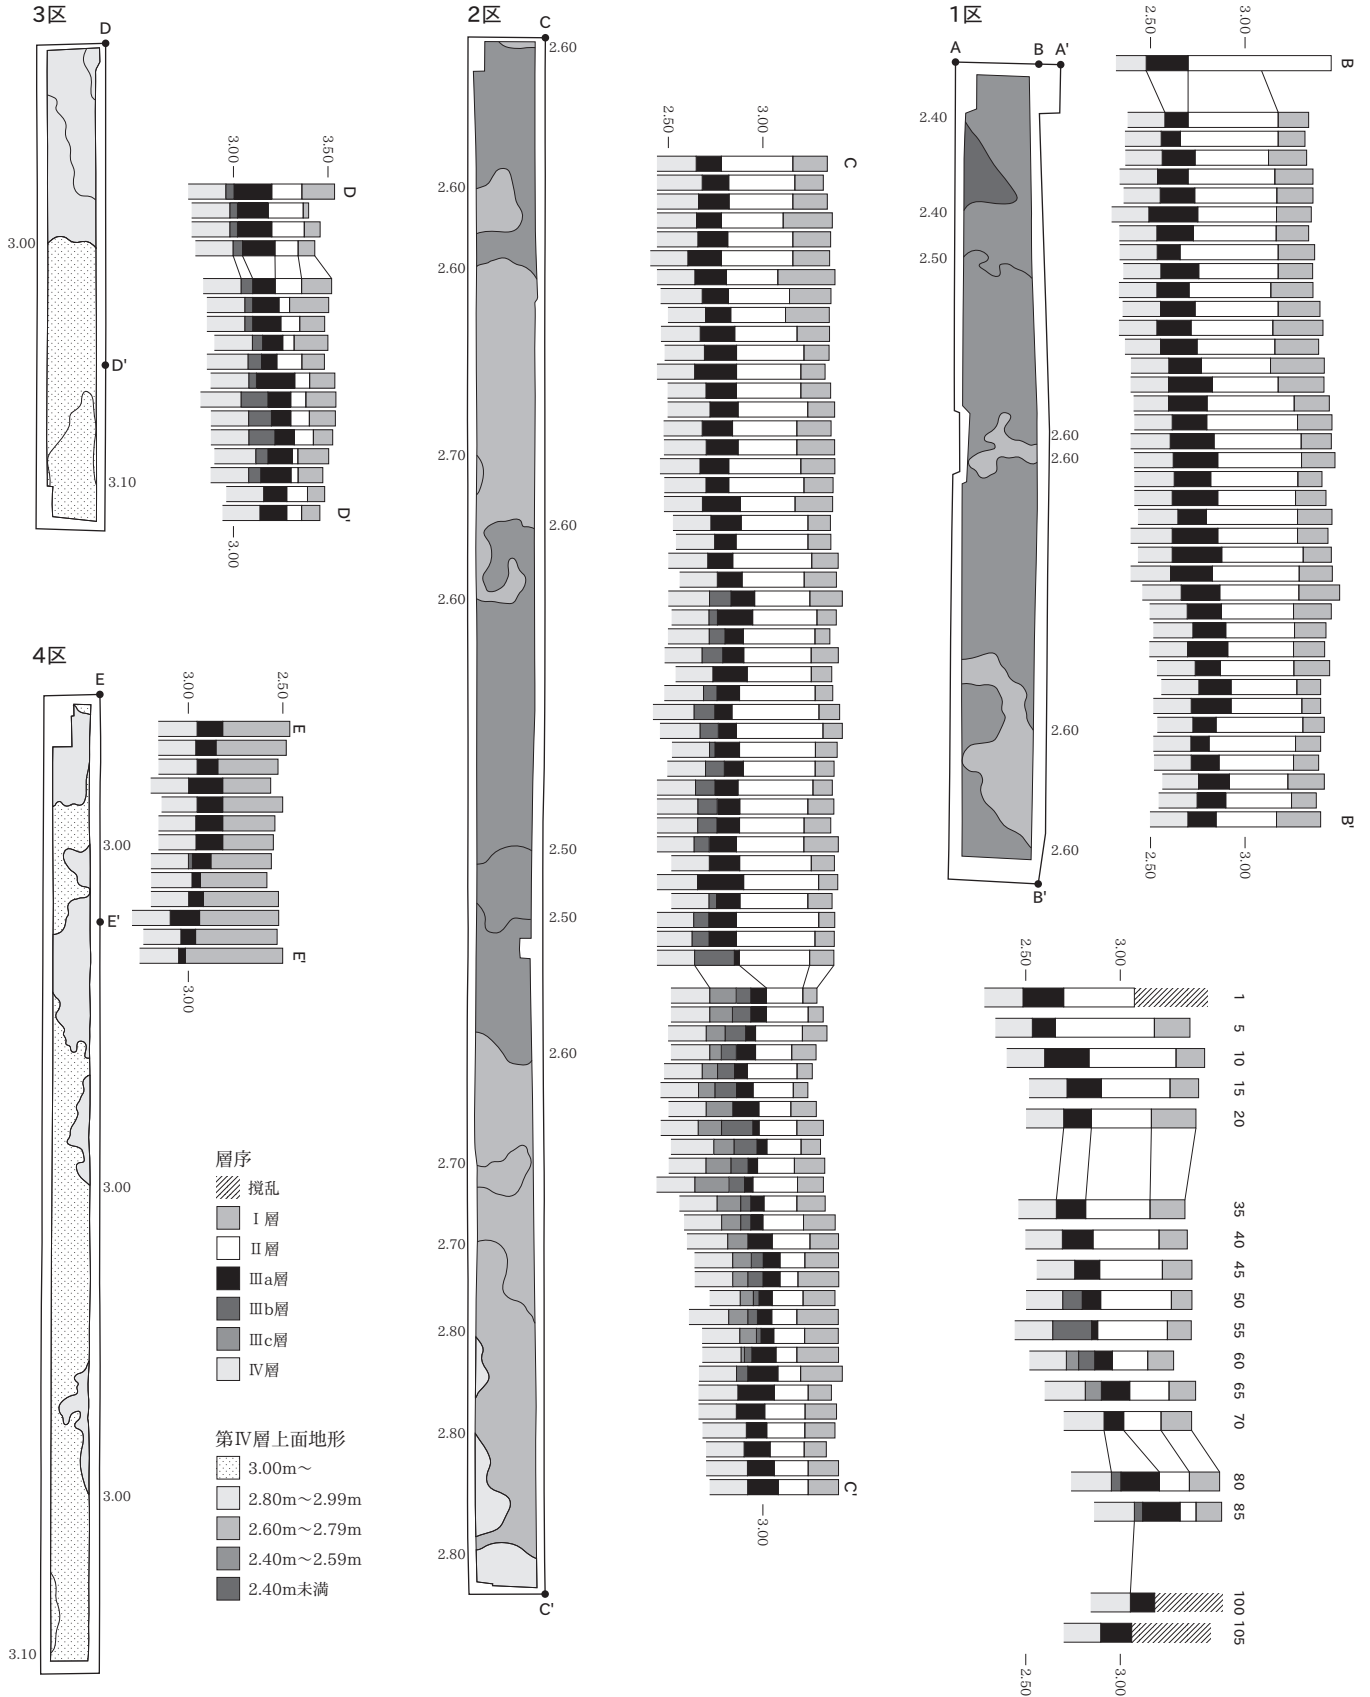 3区
D
3.00
D'
3.10
3.00
3.50
D
D'
3.00
4区
E
3.00
E'
3.00
3.00
3.10
3.00
2.50
E
E'
3.00
層序
撹乱
Ⅰ層
Ⅱ層
Ⅲa層
Ⅲb層
Ⅲc層
Ⅳ層
第Ⅳ層上面地形
3.00m～
2.80m～2.99m
2.60m～2.79m
2.40m～2.59m
2.40m未満
2区
C
2.60
2.60
2.60
2.70
2.60
2.60
2.50
2.50
2.60
2.70
2.70
2.80
2.80
2.80
C'
2.50
3.00
C
C'
3.00
1区
A
B
A'
2.40
2.40
2.50
2.60
2.60
2.60
2.60
B'
2.50
3.00
B
B'
2.50
3.00
2.50
3.00
1
5
10
15
20
35
40
45
50
55
60
65
70
80
85
100
105
2.50
3.00